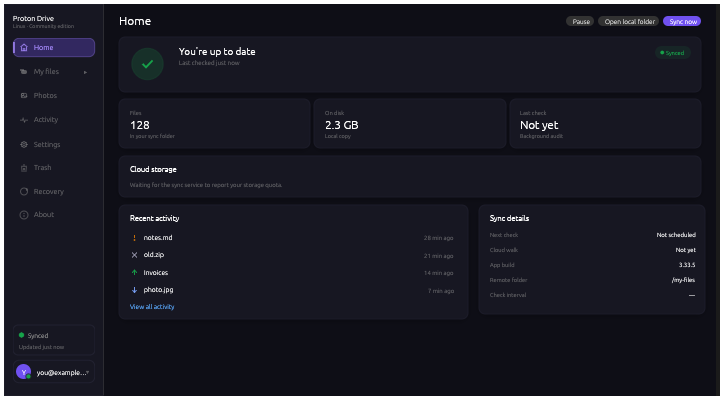 Proton Drive
Linux · Community edition
Home
My files
Photos
Activity
Settings
Trash
Recovery
About
Synced
Updated just now
Y
you@example...
Home
Pause
Open local folder
Sync now
You're up to date
Last checked just now
Synced
Files
128
In your sync folder
On disk
2.3 GB
Local copy
Last check
Not yet
Background audit
Cloud storage
Waiting for the sync service to report your storage quota.
Recent activity
notes.md 28 min ago
old.zip 21 min ago
Invoices 14 min ago
photo.jpg 7 min ago
View all activity
Sync details
Next check Not scheduled
Cloud walk Not yet
App build 3.33.5
Remote folder /my-files
Check interval —